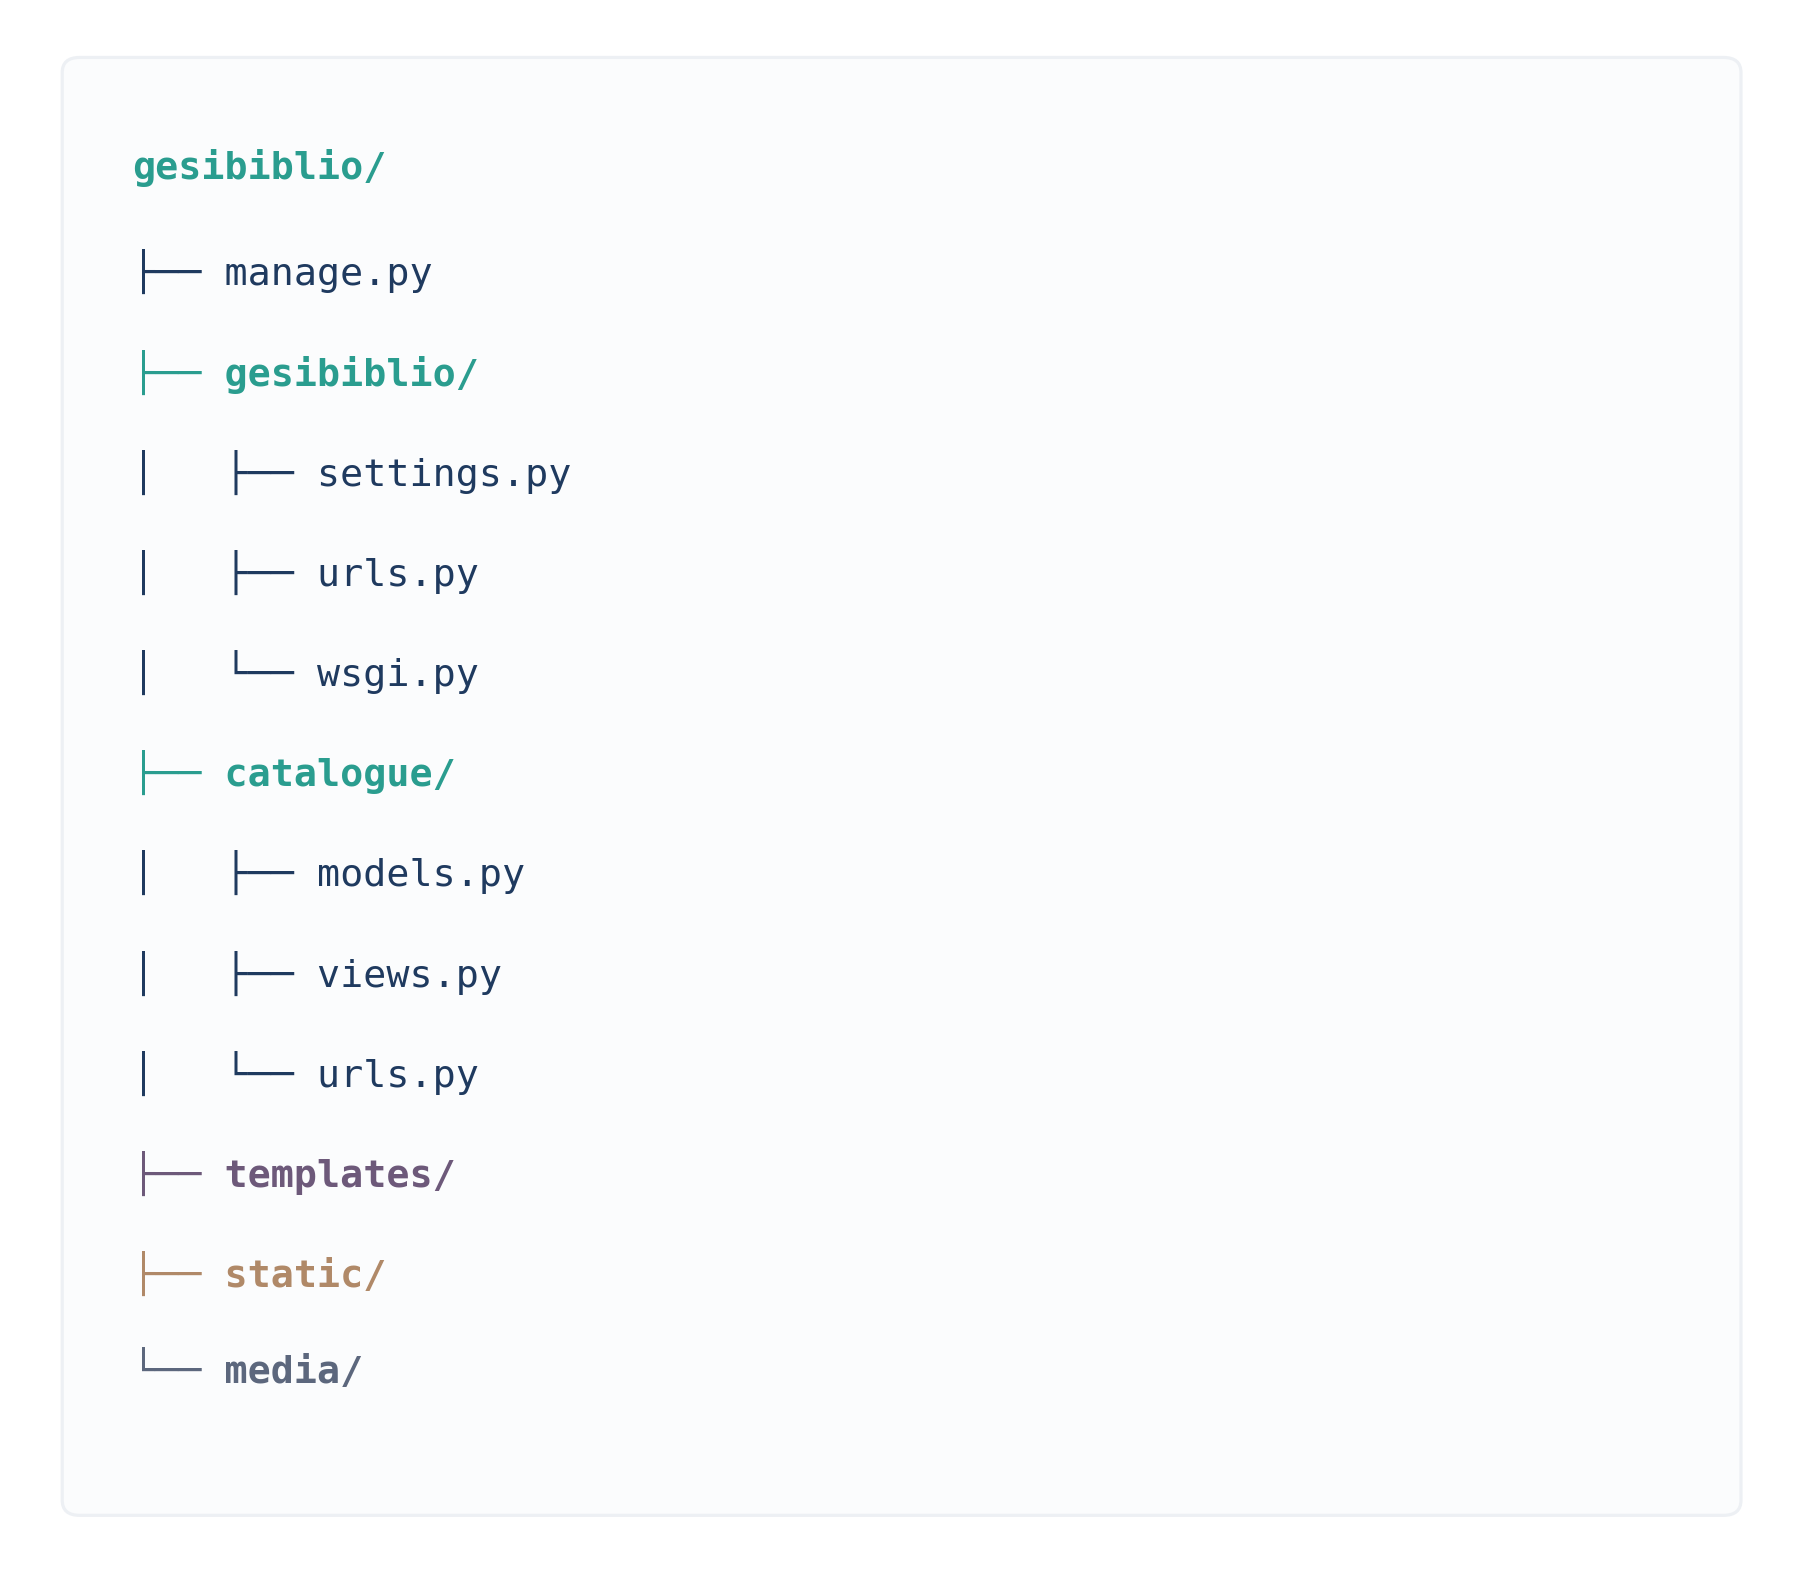 gesibiblio/
├── manage.py
├── gesibiblio/
│   ├── settings.py
│   ├── urls.py
│   └── wsgi.py
├── catalogue/
│   ├── models.py
│   ├── views.py
│   └── urls.py
├── templates/
├── static/
└── media/